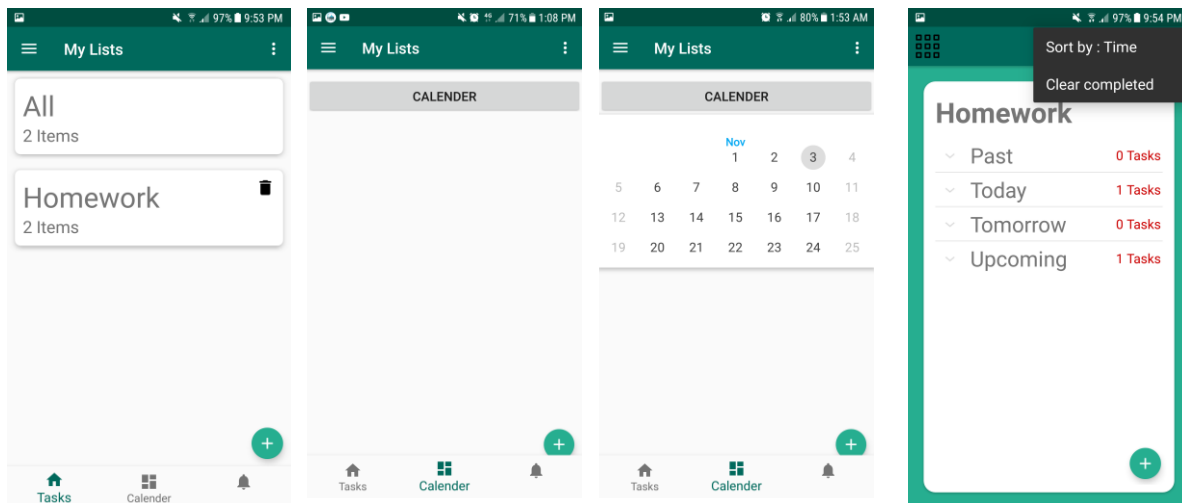 97% 9:53 PM
My Lists
All
2 Items
Homework
2 Items
Tasks
Calender
71% 1:08 PM
My Lists
CALENDER
Tasks
Calender
80% 1:53 AM
My Lists
CALENDER
Nov
1 2 3 4
5 6 7 8 9 10 11
12 13 14 15 16 17 18
19 20 21 22 23 24 25
Tasks
Calender
97% 9:54 PM
Sort by : Time
Clear completed
Homework
Past 0 Tasks
Today 1 Tasks
Tomorrow 0 Tasks
Upcoming 1 Tasks